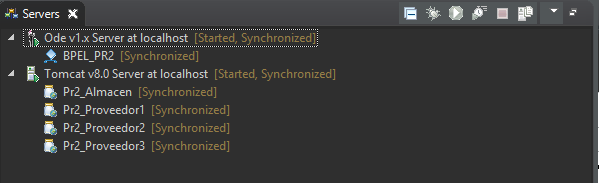 Servers
Ode v1.x Server at localhost [Started, Synchronized]
BPEL_PR2 [Synchronized]
Tomcat v8.0 Server at localhost [Started, Synchronized]
Pr2_Almacen [Synchronized]
Pr2_Proveedor1 [Synchronized]
Pr2_Proveedor2 [Synchronized]
Pr2_Proveedor3 [Synchronized]